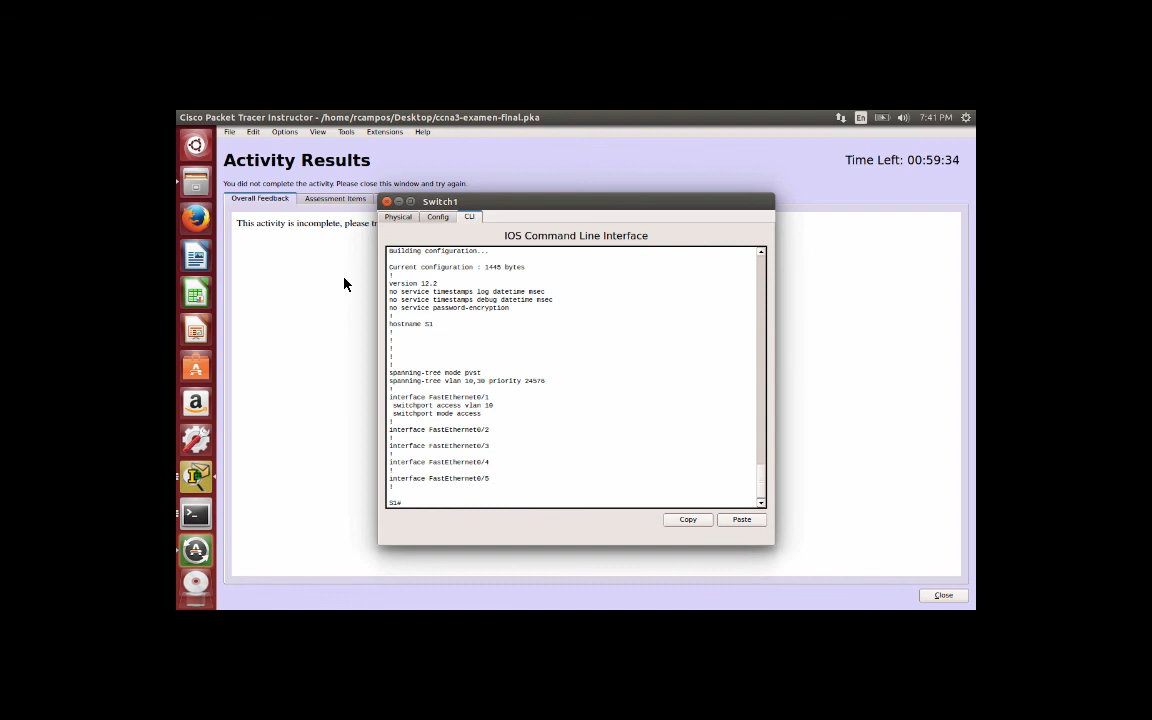 Cisco Packet Tracer Instructor - /home/rcampos/Desktop/ccna3-examen-final.pka
En
7:41 PM
File Edit Options View Tools Extensions Help
Activity Results
Time Left: 00:59:34
You did not complete the activity. Please close this window and try again.
Overall Feedback Assessment Items
This activity is incomplete, please
Switch1
Physical Config CLI
IOS Command Line Interface
Building configuration...
Current configuration : 1445 bytes
!
version 12.2
no service timestamps log datetime msec
no service timestamps debug datetime msec
no service password-encryption
!
hostname S1
!
!
!
!
!
spanning-tree mode pvst
spanning-tree vlan 10,30 priority 24576
!
interface FastEthernet0/1
switchport access vlan 10
switchport mode access
!
interface FastEthernet0/2
!
interface FastEthernet0/3
!
interface FastEthernet0/4
!
interface FastEthernet0/5
!
S1#
Copy Paste
Close